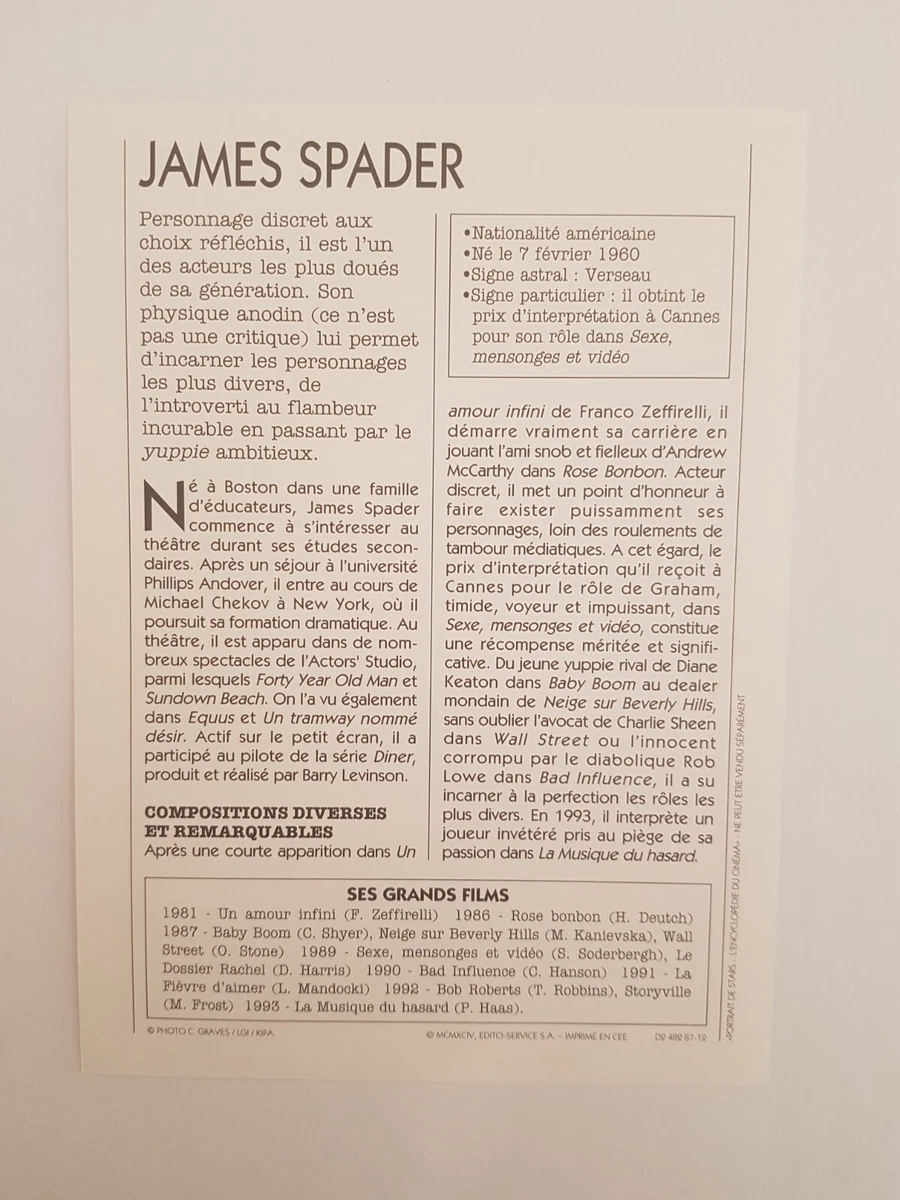 JAMES SPADER
Personnage discret aux
choix réfléchis, il est l'un
des acteurs les plus doués
de sa génération. Son
physique anodin (ce n'est
pas une critique) lui permet
d'incarner les personnages
les plus divers, de
l'introverti au flambeur
incurable en passant par le
yuppie ambitieux.
Né à Boston dans une famille
d'éducateurs, James Spader
commence à s'intéresser au
théâtre durant ses études secon-
daires. Après un séjour à l'université
Phillips Andover, il entre au cours de
Michael Chekov à New York, où il
poursuit sa formation dramatique. Au
théâtre, il est apparu dans de nom-
breux spectacles de l'Actors' Studio,
parmi lesquels Forty Year Old Man et
Sundown Beach. On l'a vu également
dans Equus et Un tramway nommé
désir. Actif sur le petit écran, il a
participé au pilote de la série Diner,
produit et réalisé par Barry Levinson.
COMPOSITIONS DIVERSES
ET REMARQUABLES
Après une courte apparition dans Un
•Nationalité américaine
•Né le 7 février 1960
•Signe astral : Verseau
•Signe particulier : il obtint le
prix d'interprétation à Cannes
pour son rôle dans Sexe,
mensonges et vidéo
amour infini de Franco Zeffirelli, il
démarre vraiment sa carrière en
jouant l'ami snob et fielleux d'Andrew
McCarthy dans Rose Bonbon. Acteur
discret, il met un point d'honneur à
faire exister puissamment ses
personnages, loin des roulements de
tambour médiatiques. A cet égard, le
prix d'interprétation qu'il reçoit à
Cannes pour le rôle de Graham,
timide, voyeur et impuissant, dans
Sexe, mensonges et vidéo, constitue
une récompense méritée et signifi-
cative. Du jeune yuppie rival de Diane
Keaton dans Baby Boom au dealer
mondain de Neige sur Beverly Hills,
sans oublier l'avocat de Charlie Sheen
dans Wall Street ou l'innocent
corrompu par le diabolique Rob
Lowe dans Bad Influence, il a su
incarner à la perfection les rôles les
plus divers. En 1993, il interprète un
joueur invétéré pris au piège de sa
passion dans La Musique du hasard.
SES GRANDS FILMS
1981 - Un amour infini (F. Zeffirelli) 1986 - Rose bonbon (H. Deutch)
1987 - Baby Boom (C. Shyer), Neige sur Beverly Hills (M. Kanievska), Wall
Street (O. Stone) 1989 - Sexe, mensonges et vidéo (S. Soderbergh), Le
Dossier Rachel (D. Harris) 1990 - Bad Influence (C. Hanson) 1991 - La
Fièvre d'aimer (L. Mandocki) 1992 - Bob Roberts (T. Robbins), Storyville
(M. Frost) 1993 - La Musique du hasard (P. Haas).
© PHOTO C. GRAVES / LGI / KIPA.
© MCMXCIV, EDITO-SERVICE S.A. – IMPRIMÉ EN CEE
D2 482 87-12
«PORTRAIT DE STARS - L'ENCYCLOPÉDIE DU CINÉMA» - NE PEUT ETRE VENDU SÉPARÉMENT